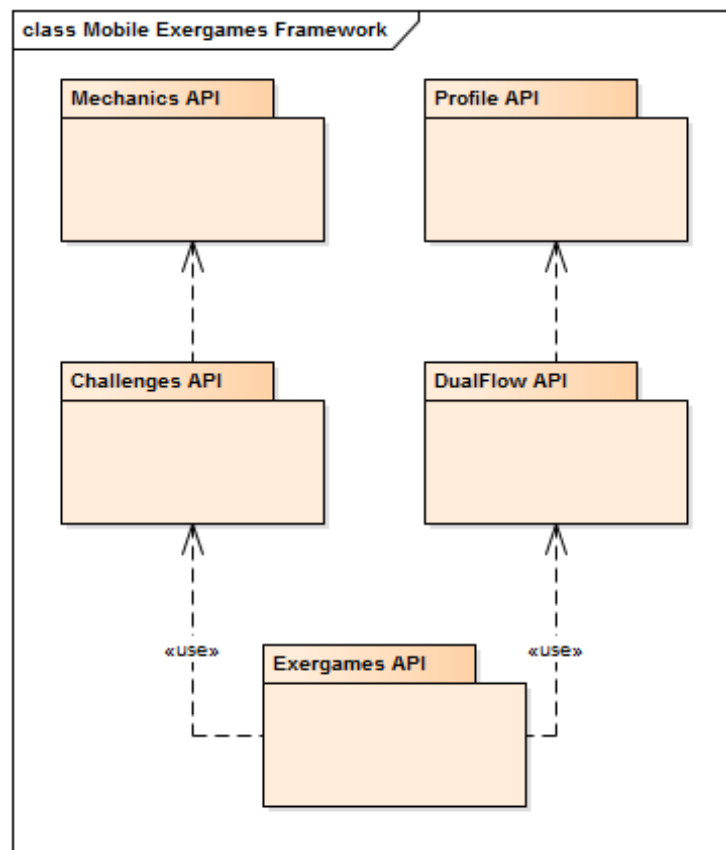 class Mobile Exergames Framework
Mechanics API
Profile API
Challenges API
DualFlow API
«use»
«use»
Exergames API